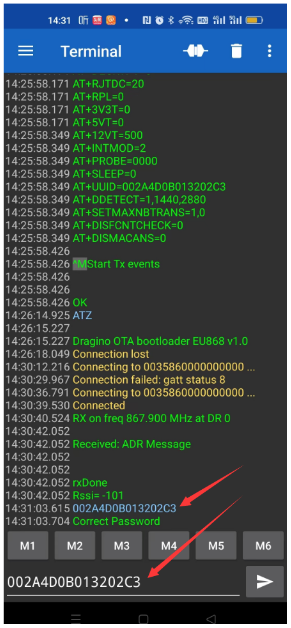 14:31
Terminal
14:25:58.171 AT+RJTDC=20
14:25:58.171 AT+RPL=0
14:25:58.171 AT+3V3T=0
14:25:58.171 AT+5VT=0
14:25:58.349 AT+12VT=500
14:25:58.349 AT+INTMOD=2
14:25:58.349 AT+PROBE=0000
14:25:58.349 AT+SLEEP=0
14:25:58.349 AT+UUID=002A4D0B013202C3
14:25:58.349 AT+DDETECT=1,1440,2880
14:25:58.349 AT+SETMAXNBTRANS=1,0
14:25:58.349 AT+DISFCNTCHECK=0
14:25:58.349 AT+DISMACANS=0
14:25:58.426
14:25:58.426 ^MStart Tx events
14:25:58.426
14:25:58.426
14:25:58.426 OK
14:26:14.925 ATZ
14:26:15.227
14:26:15.227 Dragino OTA bootloader EU868 v1.0
14:26:18.049 Connection lost
14:30:12.216 Connecting to 0035860000000000 ...
14:30:29.967 Connection failed: gatt status 8
14:30:36.791 Connecting to 0035860000000000 ...
14:30:39.530 Connected
14:30:40.524 RX on freq 867.900 MHz at DR 0
14:30:42.052
14:30:42.052 Received: ADR Message
14:30:42.052
14:30:42.052 rxDone
14:30:42.052 Rssi= -101
14:31:03.615 002A4D0B013202C3
14:31:03.704 Correct Password
M1 M2 M3 M4 M5 M6
002A4D0B013202C3